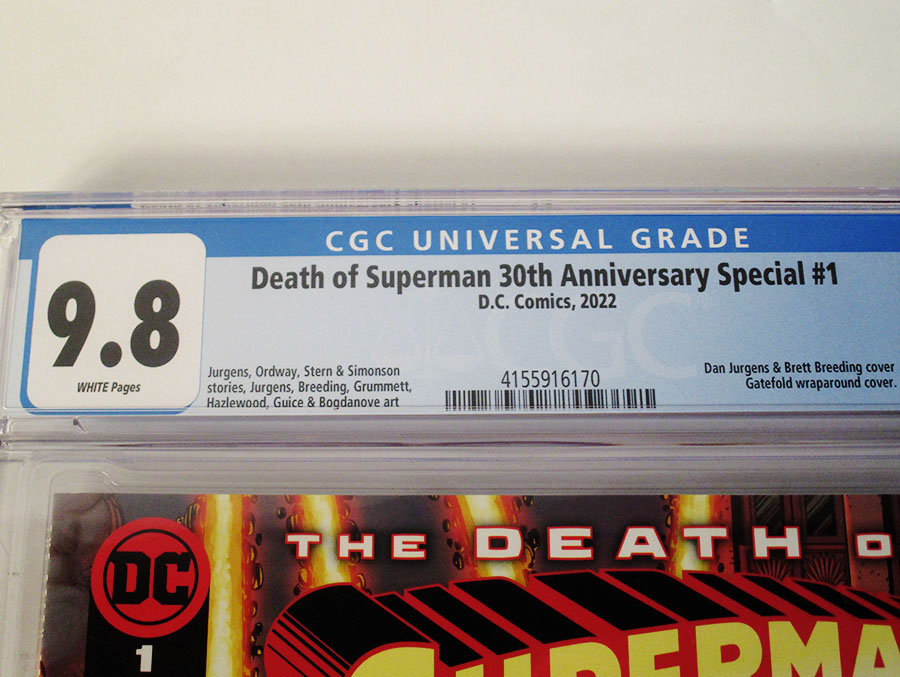 CGC UNIVERSAL GRADE
9.8
WHITE Pages
Death of Superman 30th Anniversary Special #1
D.C. Comics, 2022
CGC
Jurgens, Ordway, Stern & Simonson
stories, Jurgens, Breeding, Grummett,
Hazlewood, Guice & Bogdanove art
4155916170
Dan Jurgens & Brett Breeding cover
Gatefold wraparound cover.
DC
1
THE DEATH O
SUPERMA